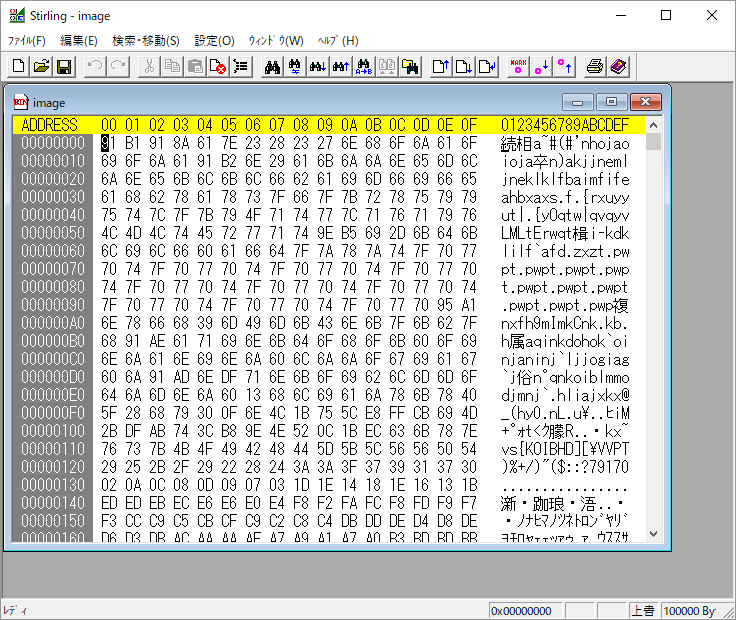 Stirling - image
ﾌｧｲﾙ(F) 編集(E) 検索・移動(S) 設定(O) ｳｨﾝﾄﾞｳ(W) ﾍﾙﾌﾟ(H)
MARK
A→B
BIN image
ADDRESS 00 01 02 03 04 05 06 07 08 09 0A 0B 0C 0D 0E 0F 0123456789ABCDEF
00000000 91 B1 91 8A 61 7E 23 28 23 27 6E 68 6F 6A 61 6F 続相a~#(#'nhojao
00000010 69 6F 6A 61 91 B2 6E 29 61 6B 6A 6A 6E 65 6D 6C ioja卒n)akjjneml
00000020 6A 6E 65 6B 6C 6B 6C 66 62 61 69 6D 66 69 66 65 jneklklfbaimfife
00000030 61 68 62 78 61 78 73 7F 66 7F 7B 72 78 75 79 79 ahbxaxs.f.{rxuyy
00000040 75 74 7C 7F 7B 79 4F 71 74 77 7C 71 76 71 79 76 ut|.{yOqtw|qvqyv
00000050 4C 4D 4C 74 45 72 77 71 74 9E B5 69 2D 6B 64 6B LMLtErwqt楫i-kdk
00000060 6C 69 6C 66 60 61 66 64 7F 7A 78 7A 74 7F 70 77 lilf`afd.zxzt.pw
00000070 70 74 7F 70 77 70 74 7F 70 77 70 74 7F 70 77 70 pt.pwpt.pwpt.pwp
00000080 74 7F 70 77 70 74 7F 70 77 70 74 7F 70 77 70 74 t.pwpt.pwpt.pwpt
00000090 7F 70 77 70 74 7F 70 77 70 74 7F 70 77 70 95 A1 .pwpt.pwpt.pwp複
000000A0 6E 78 66 68 39 6D 49 6D 6B 43 6E 6B 7F 6B 62 7F nxfh9mImkCnk.kb.
000000B0 68 91 AE 61 71 69 6E 6B 64 6F 68 6F 6B 60 6F 69 h属aqinkdohok`oi
000000C0 6E 6A 61 6E 69 6E 6A 60 6C 6A 6A 6F 67 69 61 67 njaninj`ljjogiag
000000D0 60 6A 91 AD 6E DF 71 6E 6B 6F 69 62 6C 6D 6D 6F `j俗nﾟqnkoiblmmo
000000E0 64 6A 6D 6E 6A 60 13 68 6C 69 61 6A 78 6B 78 40 djmnj`.hliajxkx@
000000F0 5F 28 68 79 30 0F 6E 4C 1B 75 5C E8 FF CB 69 4D _(hy0.nL.u¥..ﾋiM
00000100 2B DF AB 74 3C B8 9E 4E 52 0C 1B EC 63 6B 78 7E +ﾟｫt<ｸ朦R..・kx~
00000110 76 73 7B 4B 4F 49 42 48 44 5D 5B 5C 56 56 50 54 vs{KOIBHD][¥VVPT
00000120 29 25 2B 2F 29 22 28 24 3A 3A 3F 37 39 31 37 30 )%+/)"($::?79170
00000130 02 0A 0C 08 0D 09 07 03 1D 1E 14 18 1E 16 13 1B ................
00000140 ED ED EB EC E6 E6 E0 E4 F8 F2 FA FC F8 FD F9 F7
00000150 F3 CC C9 C5 CB CF C9 C2 C8 C4 DB DD DE D4 D8 DE ・ﾌﾉﾅﾋﾏﾉﾂﾈﾄﾛﾝﾞﾔﾘﾞ
00000160
ﾚﾃﾞｨ 0x00000000 上書 100000 By